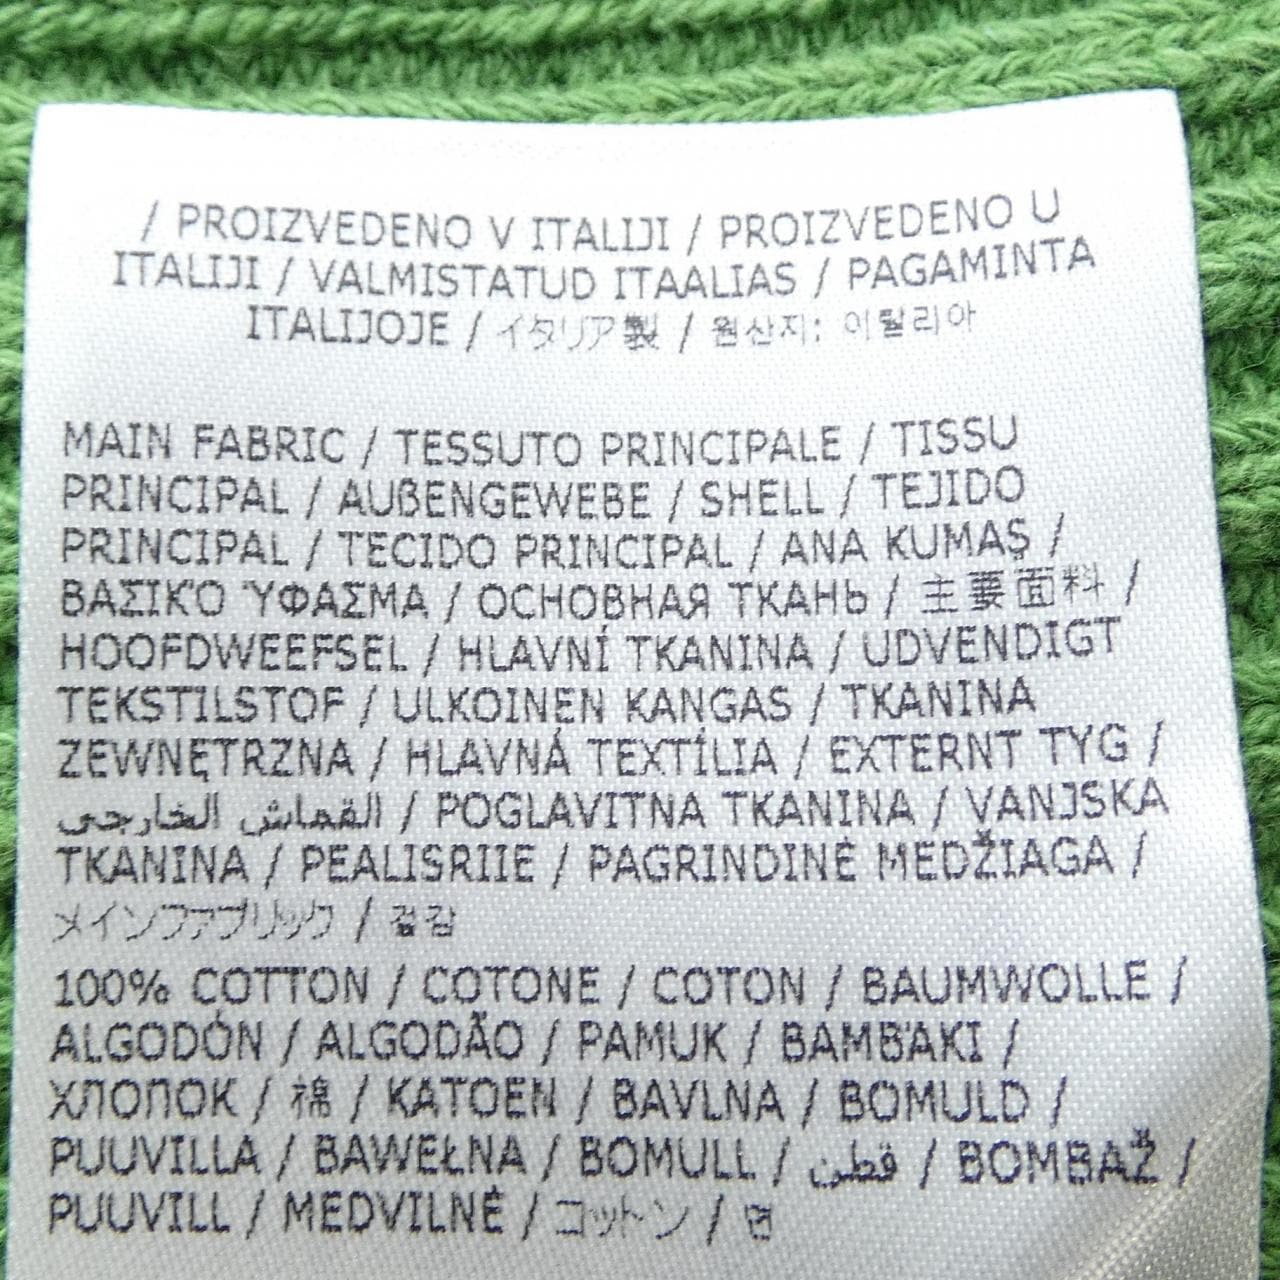 / PROIZVEDENO V ITALIJI / PROIZVEDENO U
ITALIJI / VALMISTATUD ITAALIAS / PAGAMINTA
ITALIJOJE / イタリア製 / 원산지: 이탈리아
MAIN FABRIC / TESSUTO PRINCIPALE / TISSU
PRINCIPAL / AUßENGEWEBE / SHELL / TEJIDO
PRINCIPAL / TECIDO PRINCIPAL / ANA KUMAŞ /
ΒΑΣΙΚ'Ο 'ΥΦΑΣΜΑ / ОСНОВНАЯ ТКАНЬ / 主要面料 /
HOOFDWEEFSEL / HLAVNÍ TKANINA / UDVENDIGT
TEKSTILSTOF / ULKOINEN KANGAS / TKANINA
ZEWNĘTRZNA / HLAVNÁ TEXTÍLIA / EXTERNT TYG /
القماش الخارجي / POGLAVITNA TKANINA / VANJSKA
TKANINA / PEALISRIIE / PAGRINDINĖ MEDŽIAGA /
メインファブリック / 겉감
100% COTTON / COTONE / COTON / BAUMWOLLE /
ALGODÓN / ALGODÃO / PAMUK / ΒΑΜΒ'ΑΚΙ /
ХЛОПОК / 棉 / KATOEN / BAVLNA / BOMULD /
PUUVILLA / BAWEŁNA / BOMULL / قطن / BOMBAŽ /
PUUVILL / MEDVILNĖ / コットン / 면